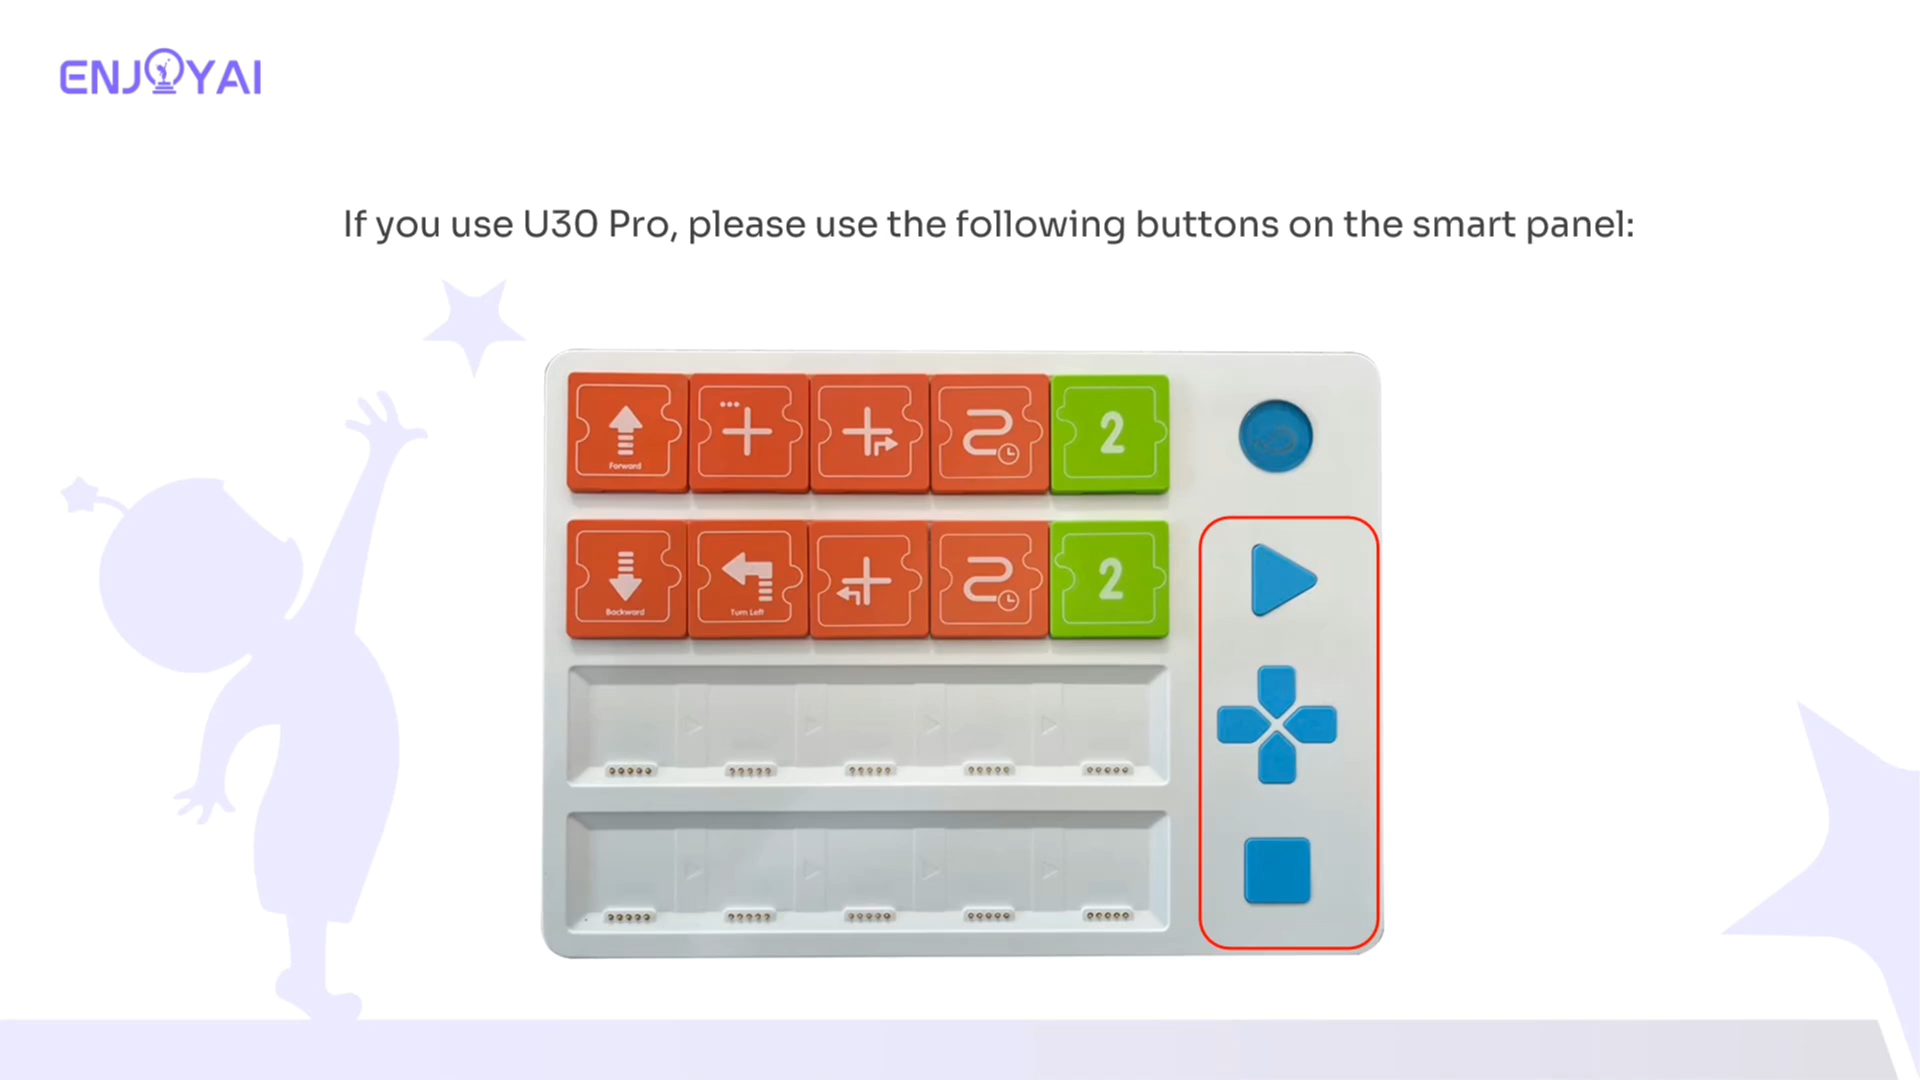 ENJOYAI
If you use U30 Pro, please use the following buttons on the smart panel:
Forward
2
Backward
Turn Left
2